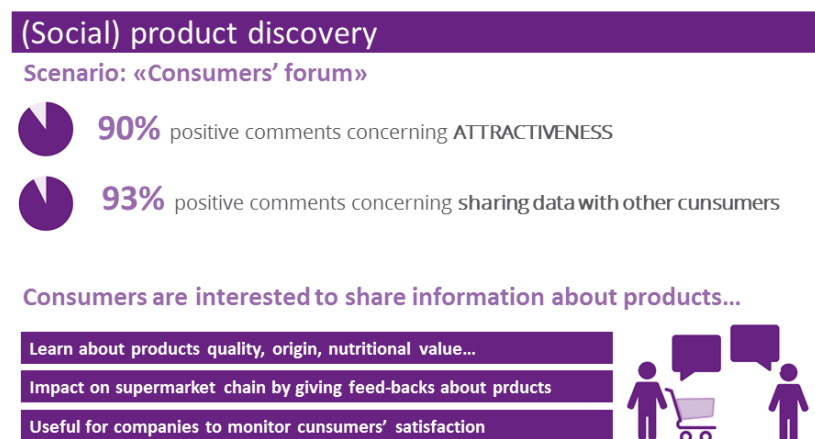 (Social) product discovery
Scenario: «Consumers’ forum»
90% positive comments concerning ATTRACTIVENESS
93% positive comments concerning sharing data with other cunsumers
Consumers are interested to share information about products...
Learn about products quality, origin, nutritional value...
Impact on supermarket chain by giving feed-backs about prducts
Useful for companies to monitor cunsumers’ satisfaction